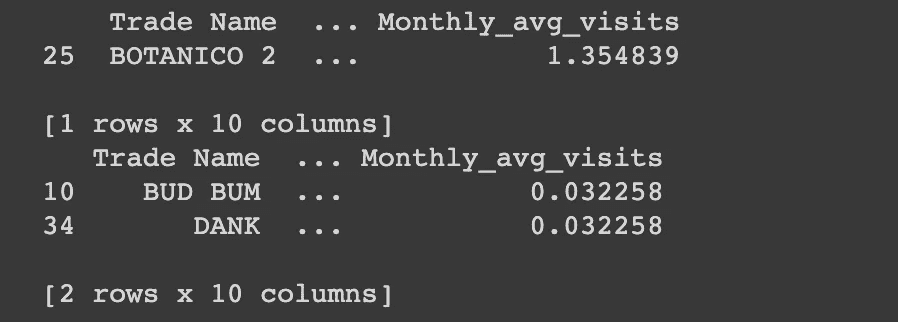 Trade Name ... Monthly_avg_visits
25 BOTANICO 2 ... 1.354839
[1 rows x 10 columns]
Trade Name ... Monthly_avg_visits
10 BUD BUM ... 0.032258
34 DANK ... 0.032258
[2 rows x 10 columns]